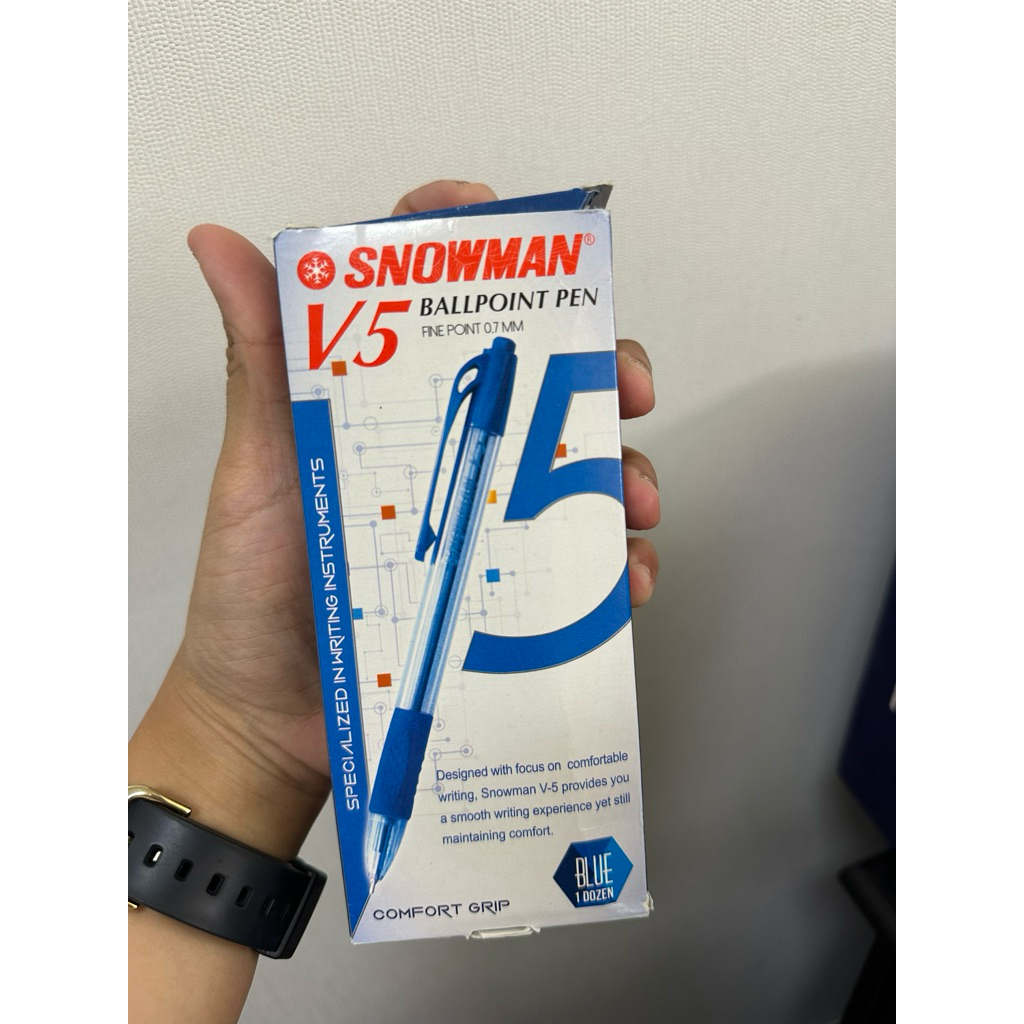 SNOWMAN®
V5 BALLPOINT PEN
FINE POINT 0.7 MM
5
SPECIALIZED IN WRITING INSTRUMENTS
Designed with focus on comfortable
writing, Snowman V-5 provides you
a smooth writing experience yet still
maintaining comfort.
BLUE
1 DOZEN
COMFORT GRIP